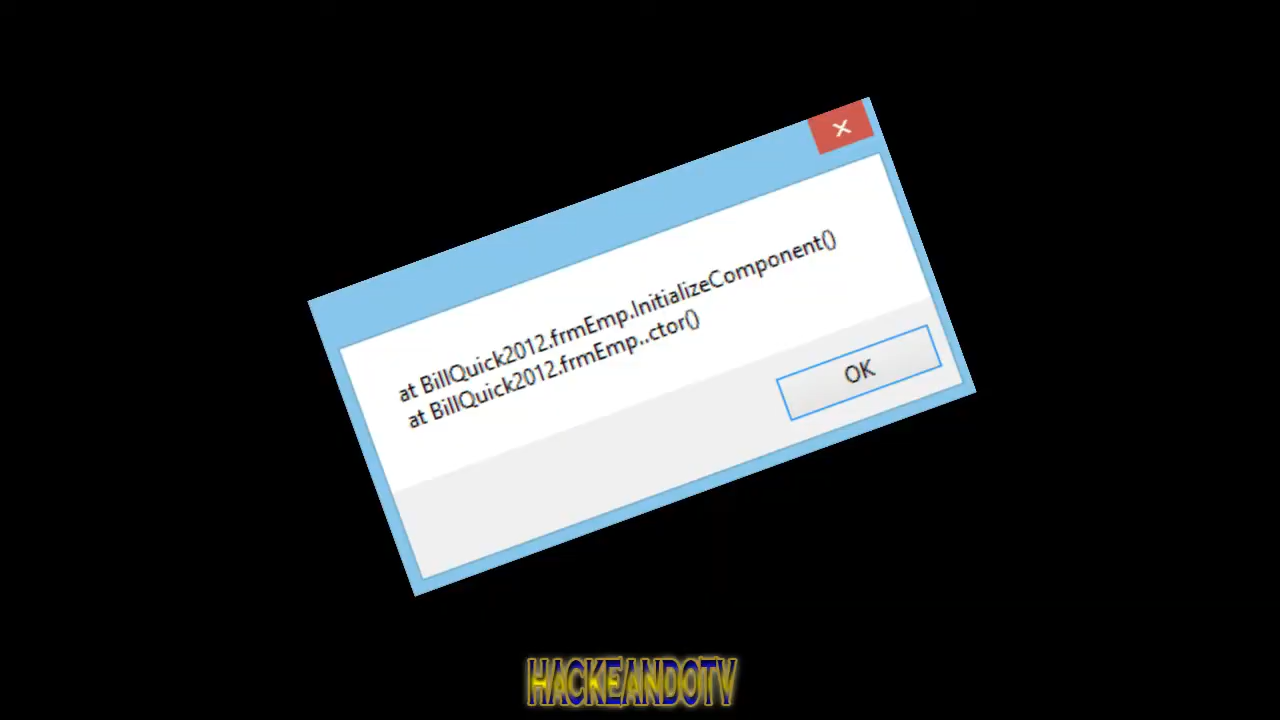 at BillQuick2012.frmEmp.InitializeComponent()
at BillQuick2012.frmEmp..ctor()
OK
HACKEANDOTV